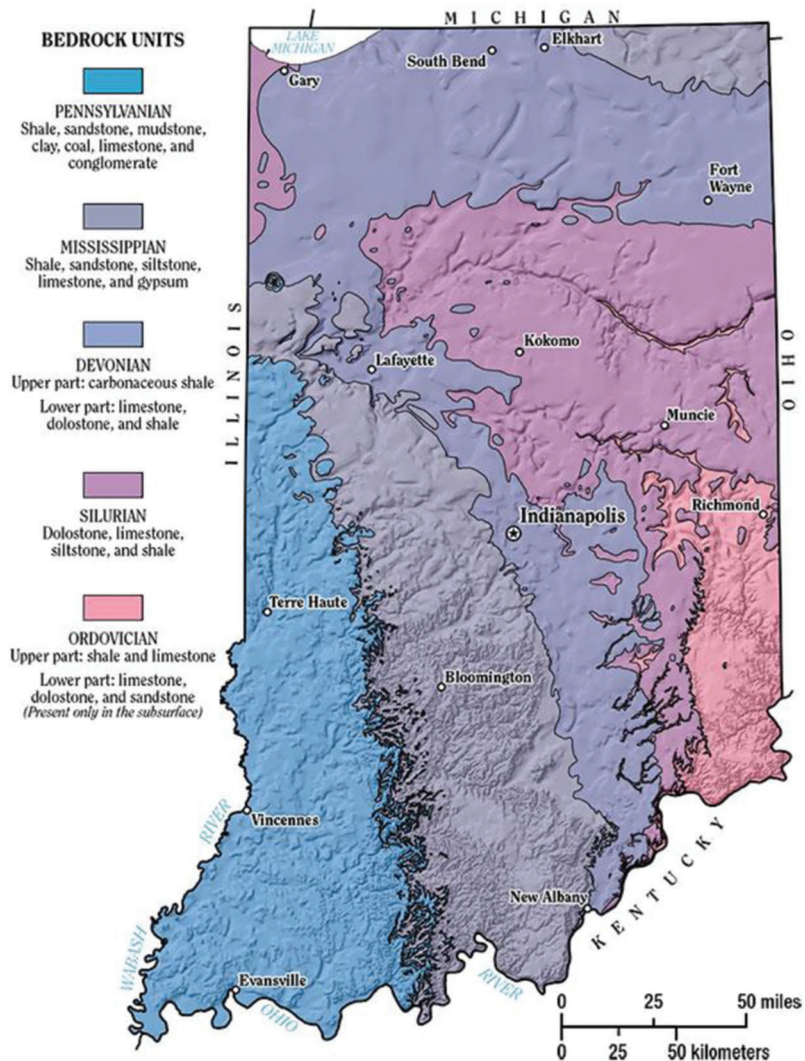 BEDROCK UNITS
PENNSYLVANIAN
Shale, sandstone, mudstone,
clay, coal, limestone, and
conglomerate
MISSISSIPPIAN
Shale, sandstone, siltstone,
limestone, and gypsum
DEVONIAN
Upper part: carbonaceous shale
Lower part: limestone,
dolostone, and shale
SILURIAN
Dolostone, limestone,
siltstone, and shale
ORDOVICIAN
Upper part: shale and limestone
Lower part: limestone,
dolostone, and sandstone
(Present only in the subsurface)
MICHIGAN
LAKE
MICHIGAN
Gary
South Bend
Elkhart
Fort
Wayne
ILLINOIS
OHIO
Lafayette
Kokomo
Muncie
Richmond
Indianapolis
Terre Haute
Bloomington
Vincennes
RIVER
WABASH
New Albany
KENTUCKY
Evansville
OHIO
RIVER
0 25 50 miles
0 25 50 kilometers